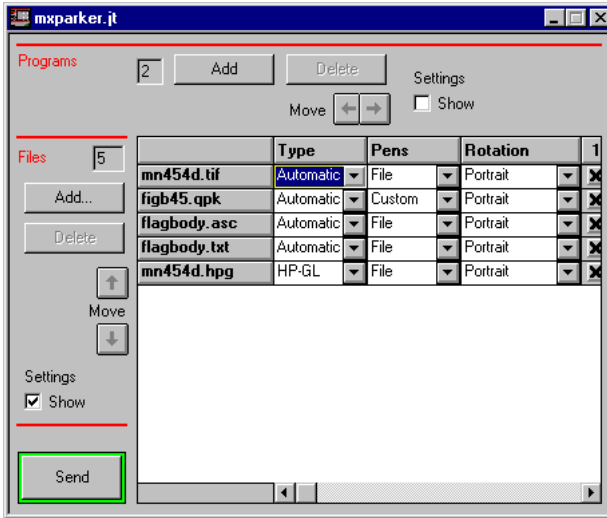 mxparker.jt
Programs 2 Add Delete Settings
Move Show
Files 5
Add...
Delete
Move
Settings
Show
Send
Type Pens Rotation 1
mn454d.tif Automatic File Portrait
figb45.qpk Automatic Custom Portrait
flagbody.asc Automatic File Portrait
flagbody.txt Automatic File Portrait
mn454d.hpg HP-GL File Portrait